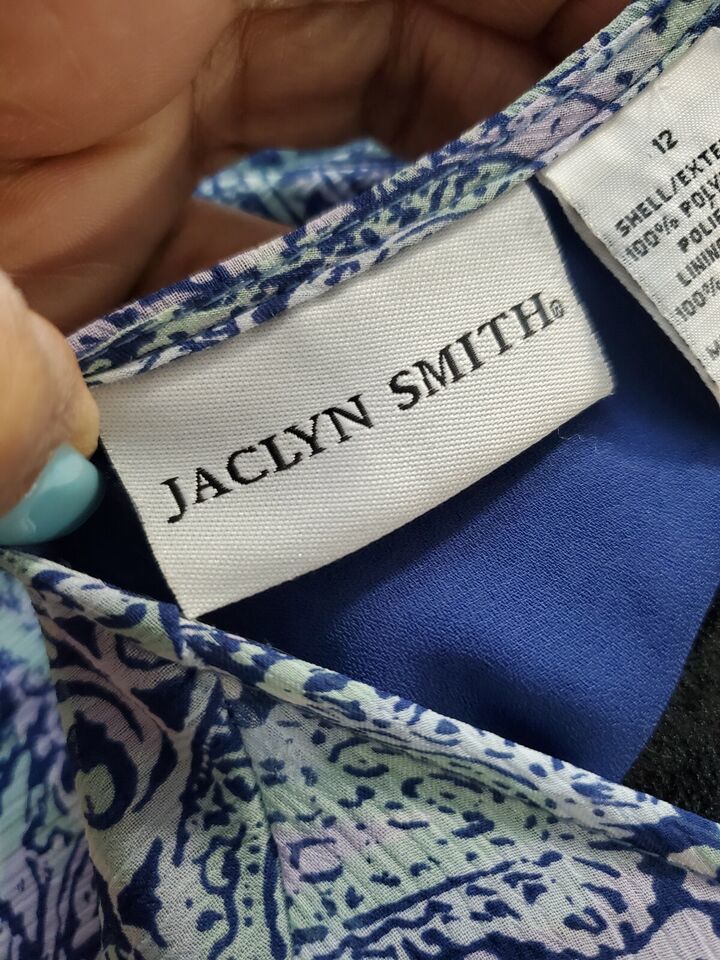 JACLYN SMITH®
12
SHELL/EXTE
100% POLY
POLI
LINING
100%